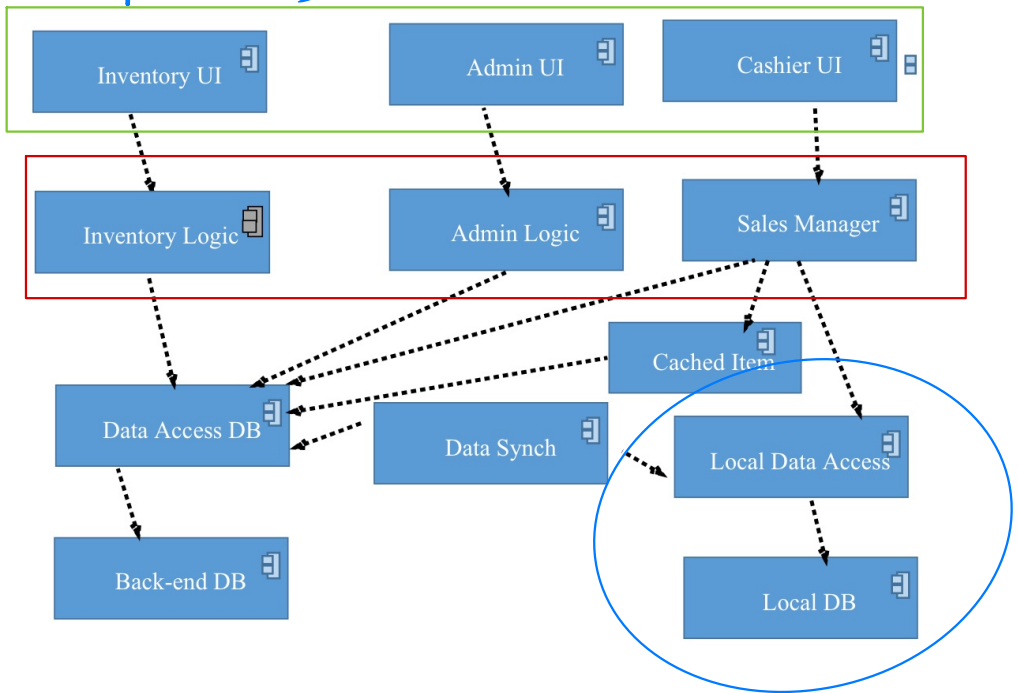 Inventory UI
Admin UI
Cashier UI
Inventory Logic
Admin Logic
Sales Manager
Cached Item
Data Access DB
Data Synch
Local Data Access
Back-end DB
Local DB